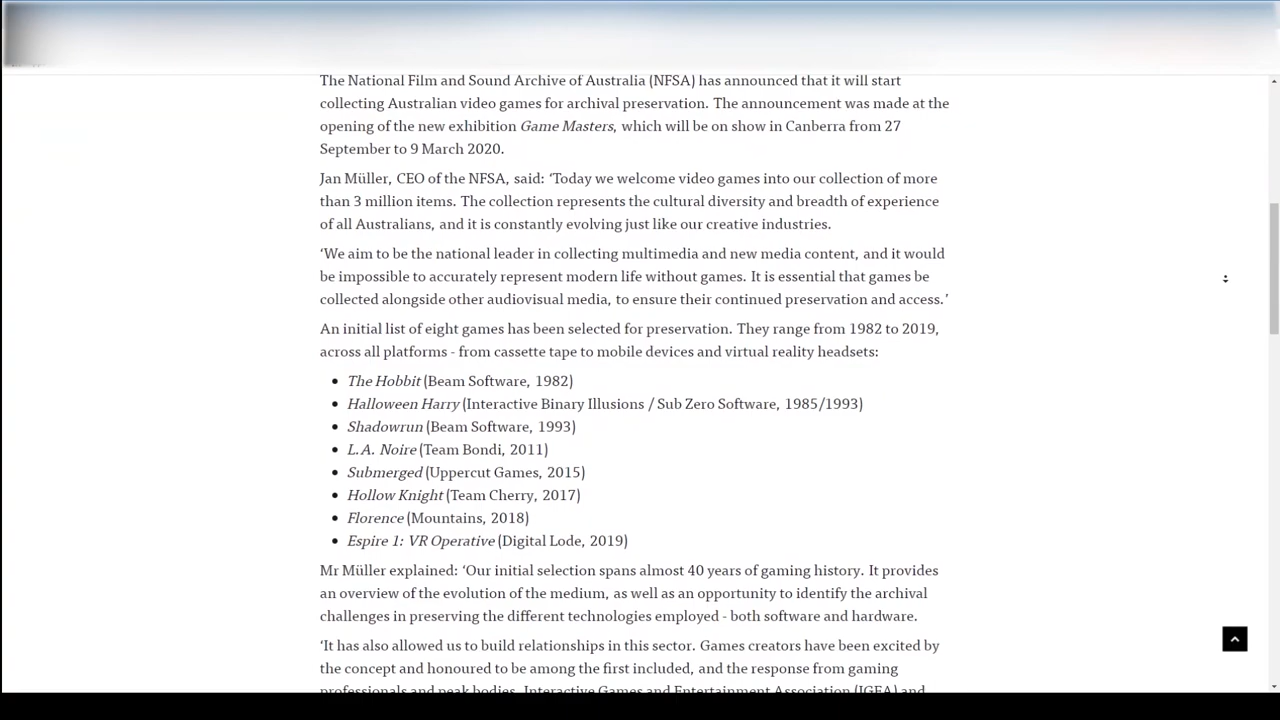 The National Film and Sound Archive of Australia (NFSA) has announced that it will start
collecting Australian video games for archival preservation. The announcement was made at the
opening of the new exhibition Game Masters, which will be on show in Canberra from 27
September to 9 March 2020.
Jan Müller, CEO of the NFSA, said: ‘Today we welcome video games into our collection of more
than 3 million items. The collection represents the cultural diversity and breadth of experience
of all Australians, and it is constantly evolving just like our creative industries.
‘We aim to be the national leader in collecting multimedia and new media content, and it would
be impossible to accurately represent modern life without games. It is essential that games be
collected alongside other audiovisual media, to ensure their continued preservation and access.’
An initial list of eight games has been selected for preservation. They range from 1982 to 2019,
across all platforms - from cassette tape to mobile devices and virtual reality headsets:
• The Hobbit (Beam Software, 1982)
• Halloween Harry (Interactive Binary Illusions / Sub Zero Software, 1985/1993)
• Shadowrun (Beam Software, 1993)
• L.A. Noire (Team Bondi, 2011)
• Submerged (Uppercut Games, 2015)
• Hollow Knight (Team Cherry, 2017)
• Florence (Mountains, 2018)
• Espire 1: VR Operative (Digital Lode, 2019)
Mr Müller explained: ‘Our initial selection spans almost 40 years of gaming history. It provides
an overview of the evolution of the medium, as well as an opportunity to identify the archival
challenges in preserving the different technologies employed - both software and hardware.
‘It has also allowed us to build relationships in this sector. Games creators have been excited by
the concept and honoured to be among the first included, and the response from gaming
professionals and peak bodies, Interactive Games and Entertainment Association (IGEA) and